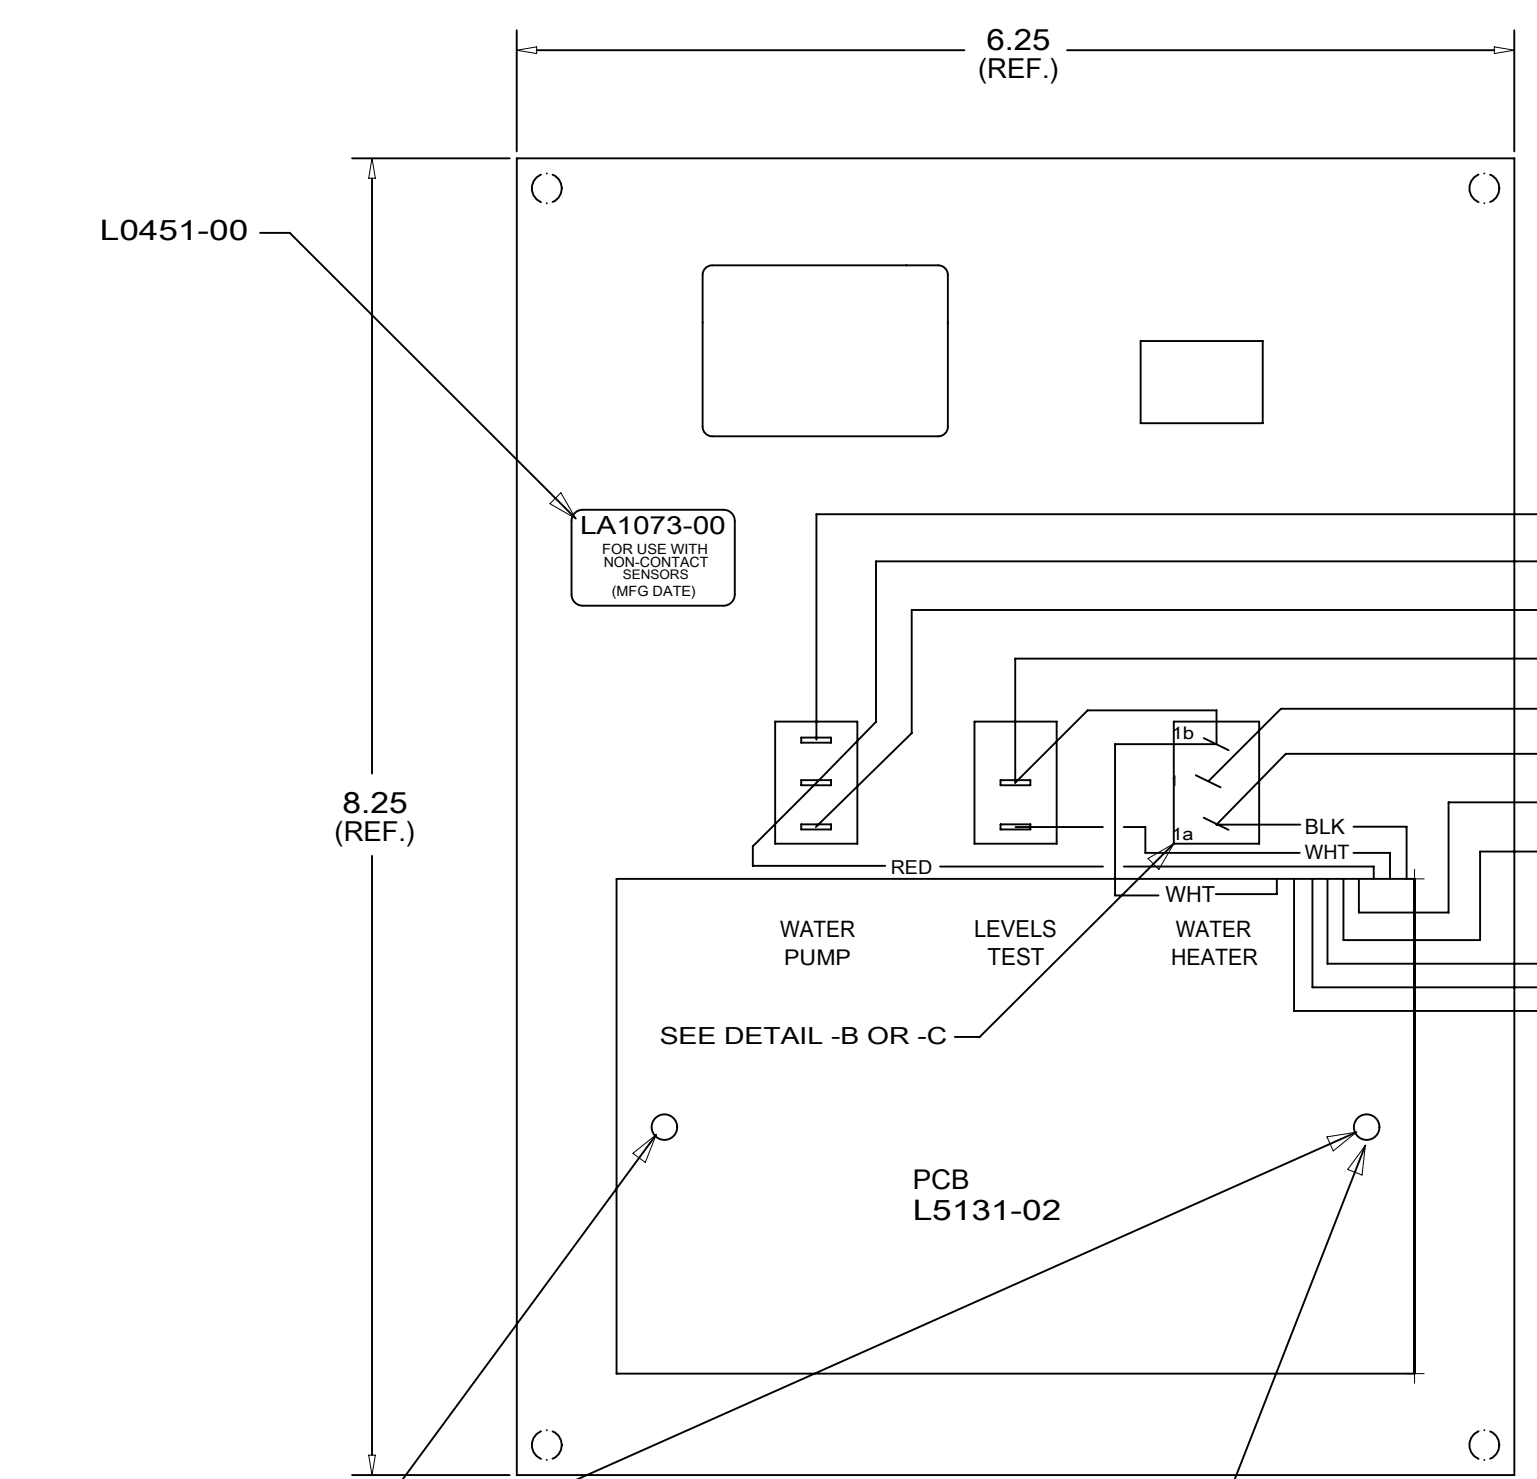 6.25
(REF.)
L0451-00
LA1073-00
FOR USE WITH
NON-CONTACT
SENSORS
(MFG DATE)
8.25
(REF.)
1b
1a
BLK
WHT
RED
WHT
WATER
PUMP
LEVELS
TEST
WATER
HEATER
SEE DETAIL -B OR -C
PCB
L5131-02